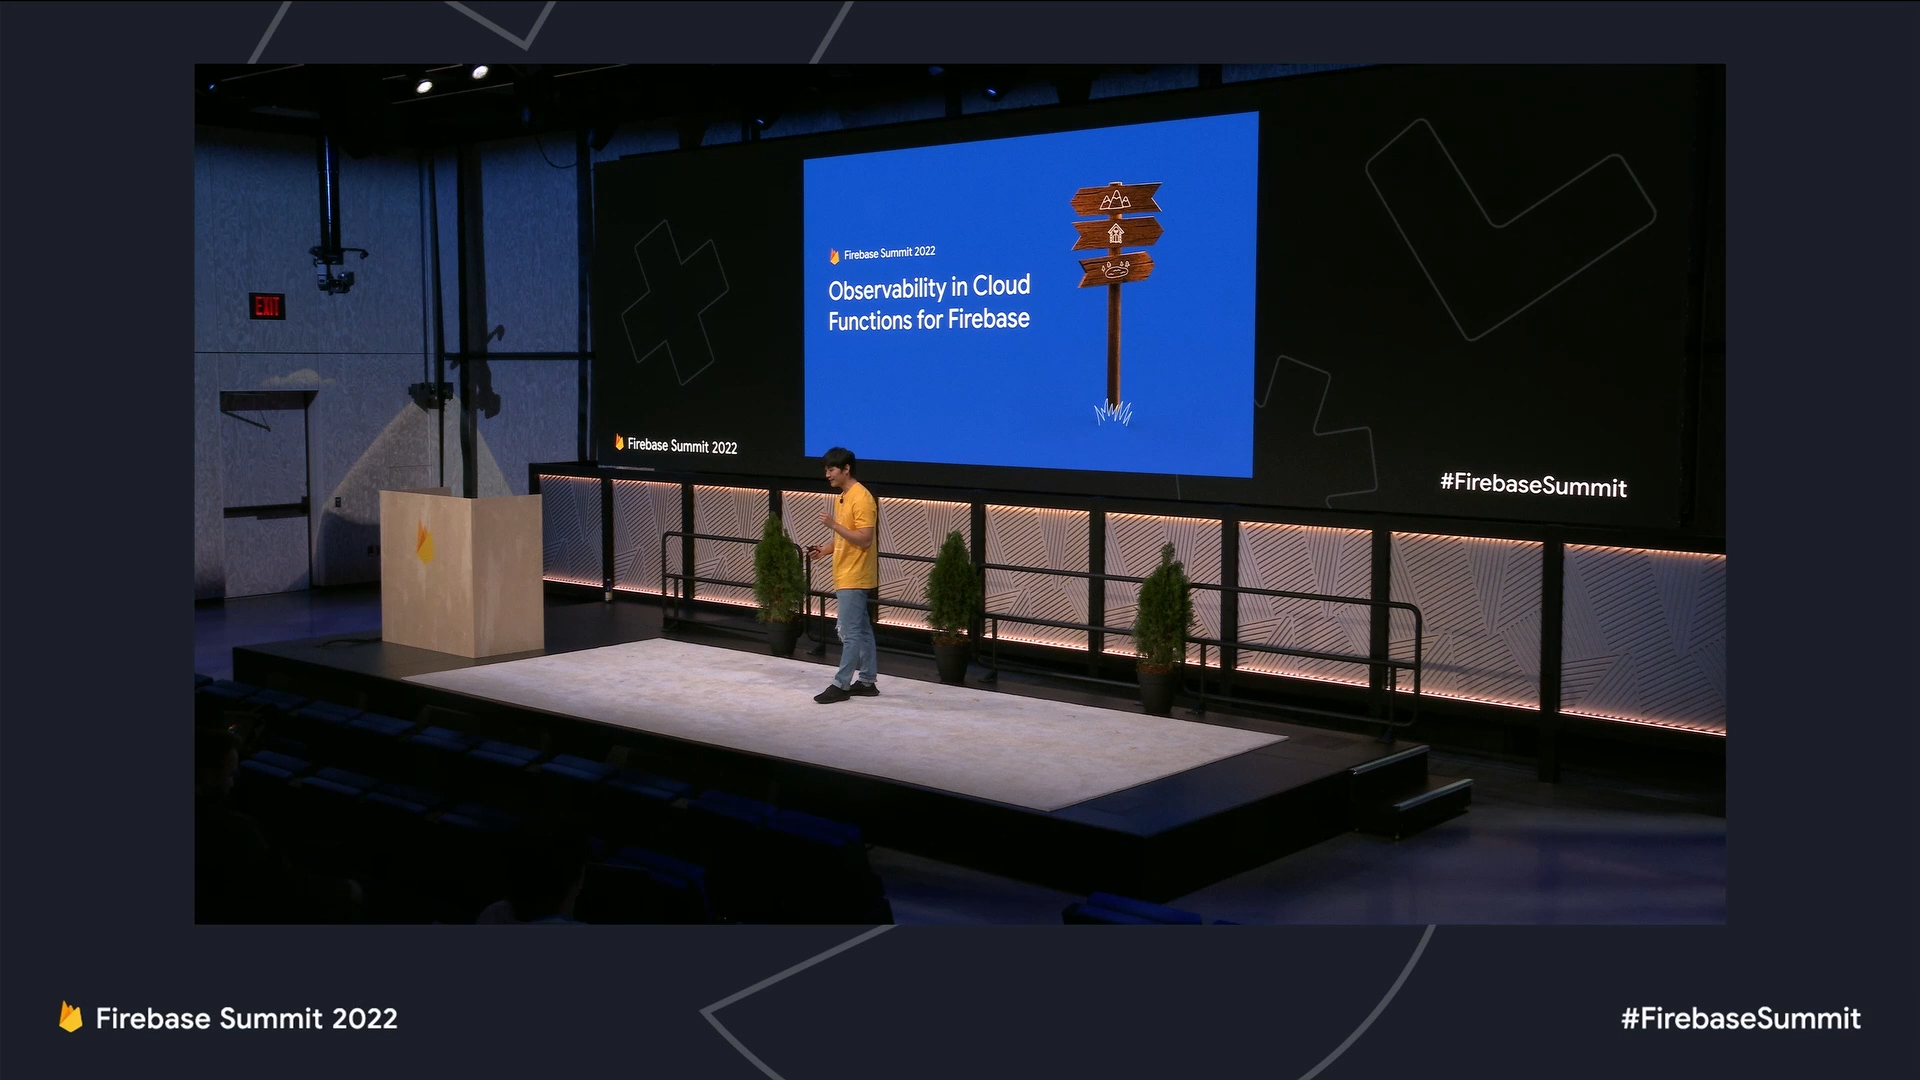 EXIT
Firebase Summit 2022
Observability in Cloud
Functions for Firebase
Firebase Summit 2022
#FirebaseSummit
Firebase Summit 2022
#FirebaseSummit